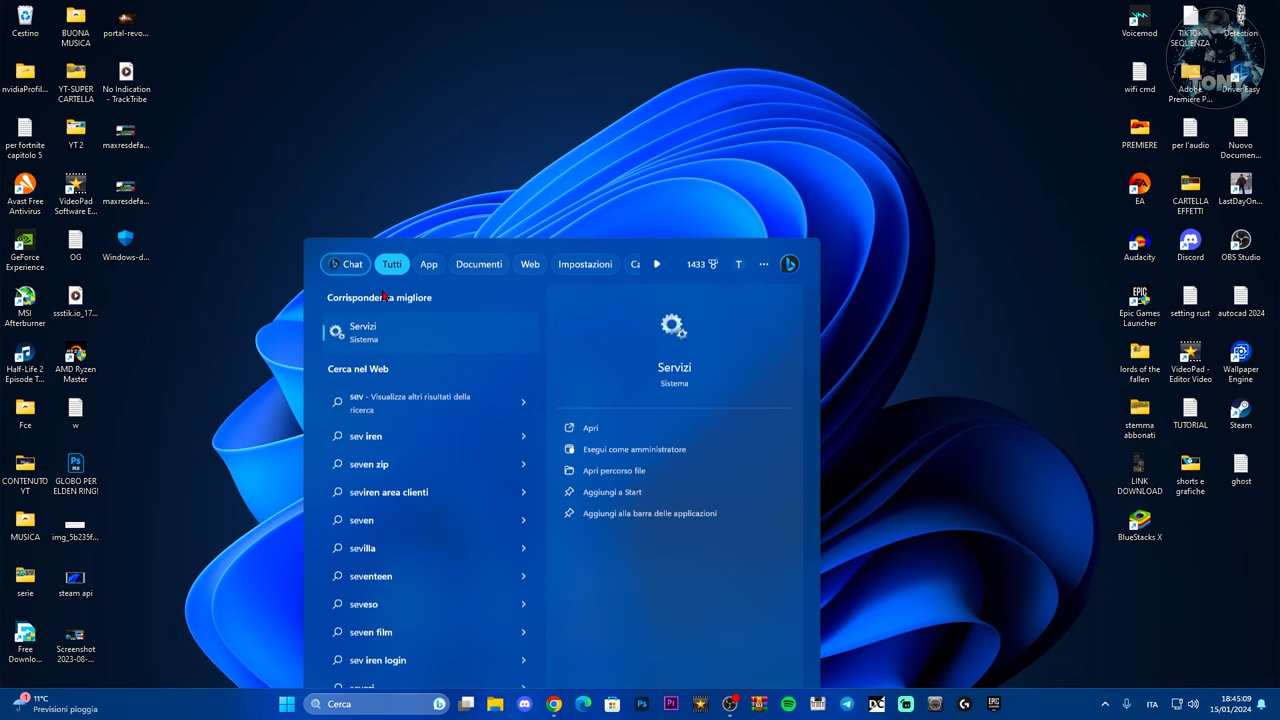 Cestino
BUONA
MUSICA
portal-revo...
nvidiaProfil...
YT-SUPER
CARTELLA
No Indication
- TrackTribe
per fortnite
capitolo 5
YT 2
maxresdefa...
Avast Free
Antivirus
VideoPad
Software E...
maxresdefa...
GeForce
Experience
OG
Windows-d...
MSI
Afterburner
ssstik.io_17...
Half-Life 2
Episode T...
AMD Ryzen
Master
Fce
w
CONTENUTO
YT
GLOBO PER
ELDEN RING!
MUSICA
img_5b235f...
serie
steam api
Free
Downlo...
Screenshot
2023-08-...
Chat
Tutti
App
Documenti
Web
Impostazioni
Ca
1433
T
Corrispondenza migliore
Servizi
Sistema
Cerca nel Web
sev - Visualizza altri risultati della
ricerca
sev iren
seven zip
seviren area clienti
seven
sevilla
seventeen
seveso
seven film
sev iren login
Servizi
Sistema
Apri
Esegui come amministratore
Apri percorso file
Aggiungi a Start
Aggiungi alla barra delle applicazioni
Voicemod
TIKTOK
SEQUENZA
Detection
wifi cmd
Adobe
Premiere P...
Driver Easy
TONY
PREMIERE
per l'audio
Nuovo
Documen...
EA
CARTELLA
EFFETTI
LastDayOn...
Audacity
Discord
OBS Studio
Epic Games
Launcher
setting rust
autocad 2024
lords of the
fallen
VideoPad -
Editor Video
Wallpaper
Engine
stemma
abbonati
TUTORIAL
Steam
LINK
DOWNLOAD
shorts e
grafiche
ghost
BlueStacks X
1
11°C
Previsioni pioggia
Cerca
Ps
Pr
EPIC
ITA
18:45:09
15/01/2024